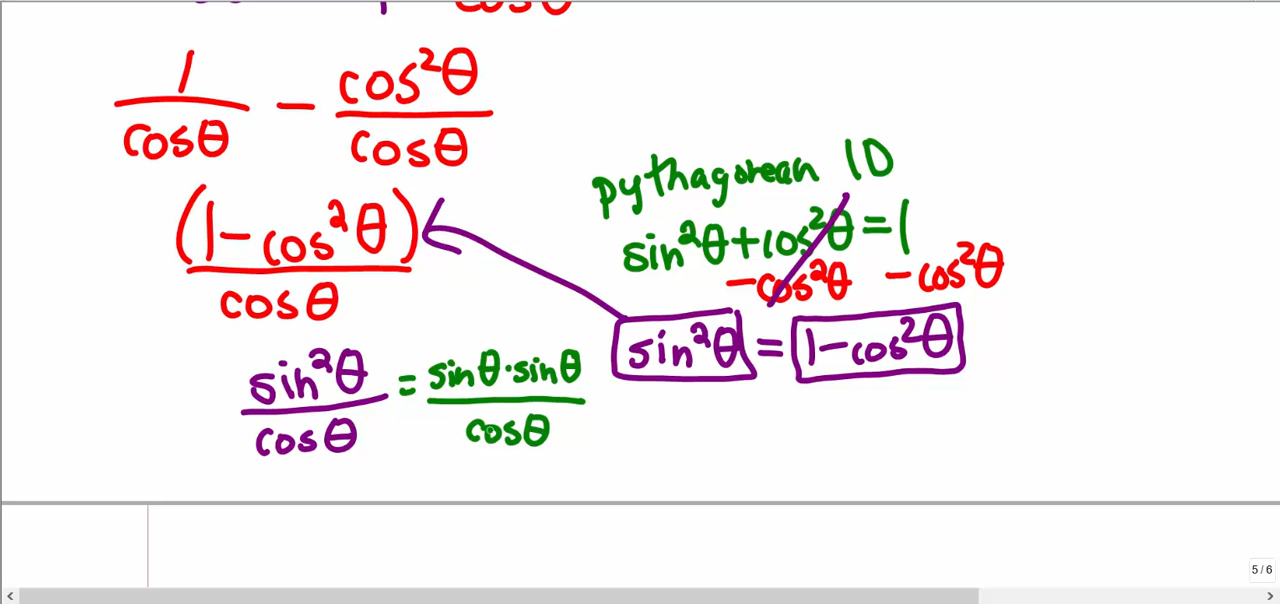 cosθ
1/cosθ - cos²θ/cosθ
(1-cos²θ)/cosθ
pythagorean ID
sin²θ+cos²θ=1
-cos²θ -cos²θ
sin²θ = 1-cos²θ
sin²θ/cosθ = sinθ·sinθ/cosθ
5 / 6